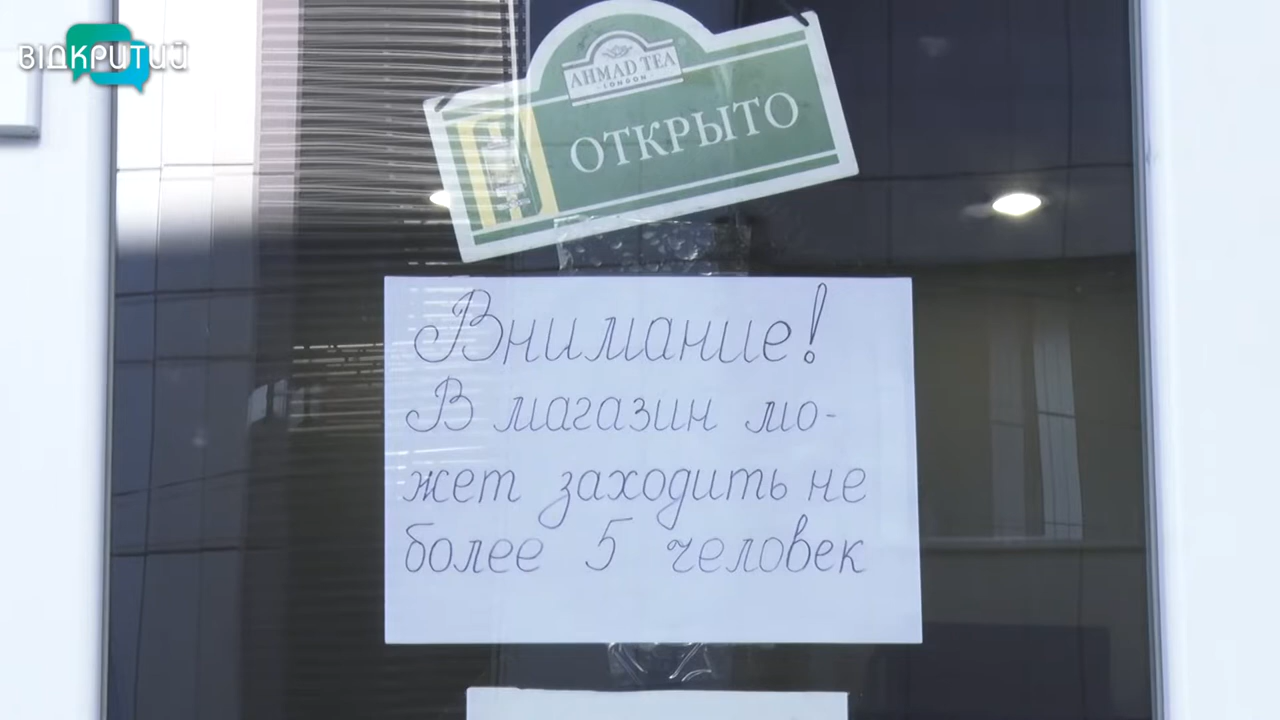 ВІДКРИТИЙ
AHMAD TEA
LONDON
ОТКРЫТО
Внимание!
В магазин мо-
жет заходить не
более 5 человек